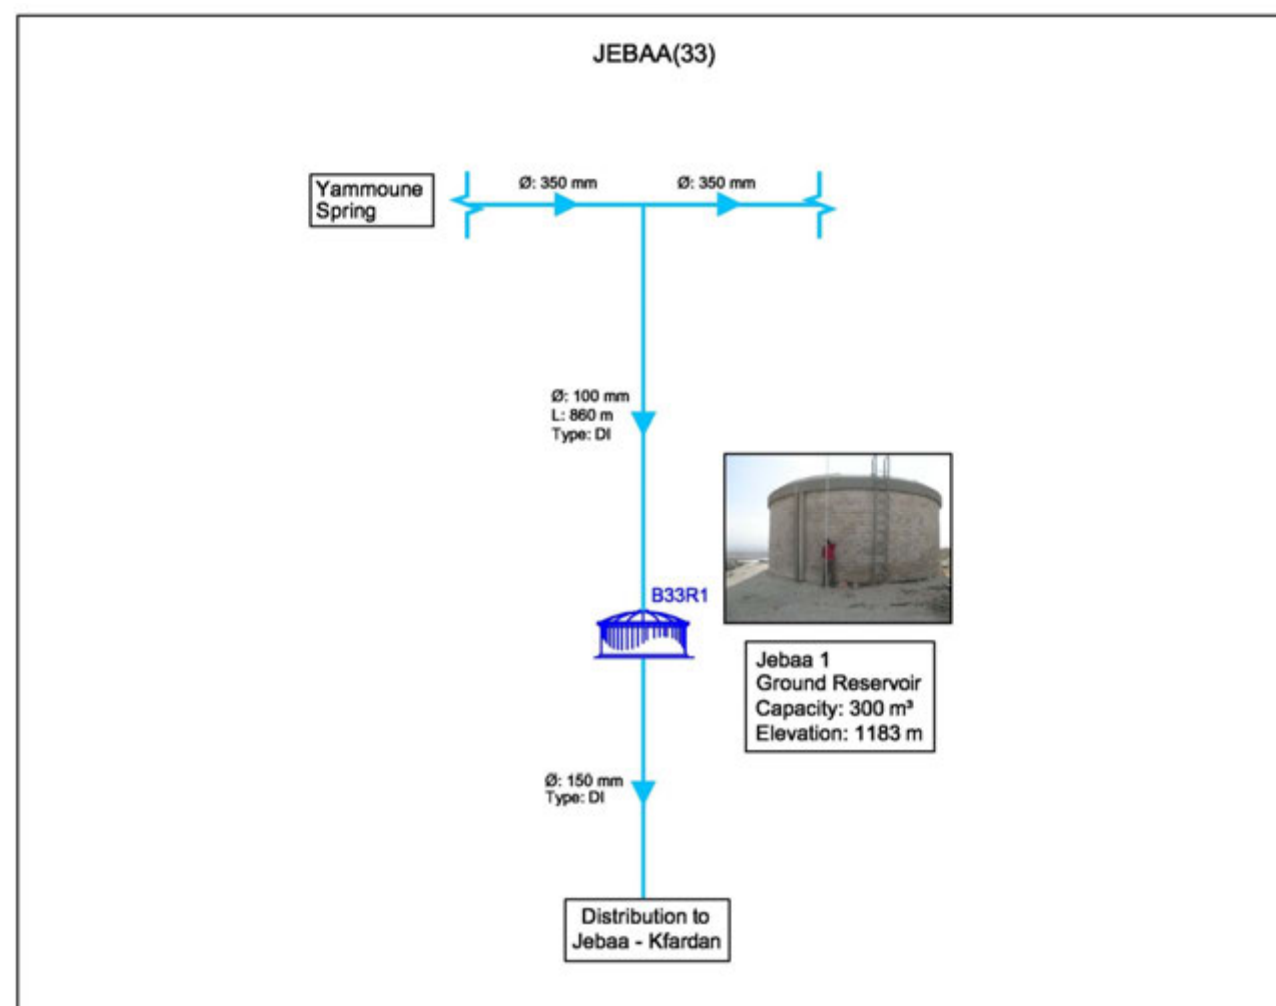 JEBAA(33)
Yammoune
Spring
Ø: 350 mm
Ø: 350 mm
Ø: 100 mm
L: 860 m
Type: DI
B33R1
Jebaa 1
Ground Reservoir
Capacity: 300 m³
Elevation: 1183 m
Ø: 150 mm
Type: DI
Distribution to
Jebaa - Kfardan